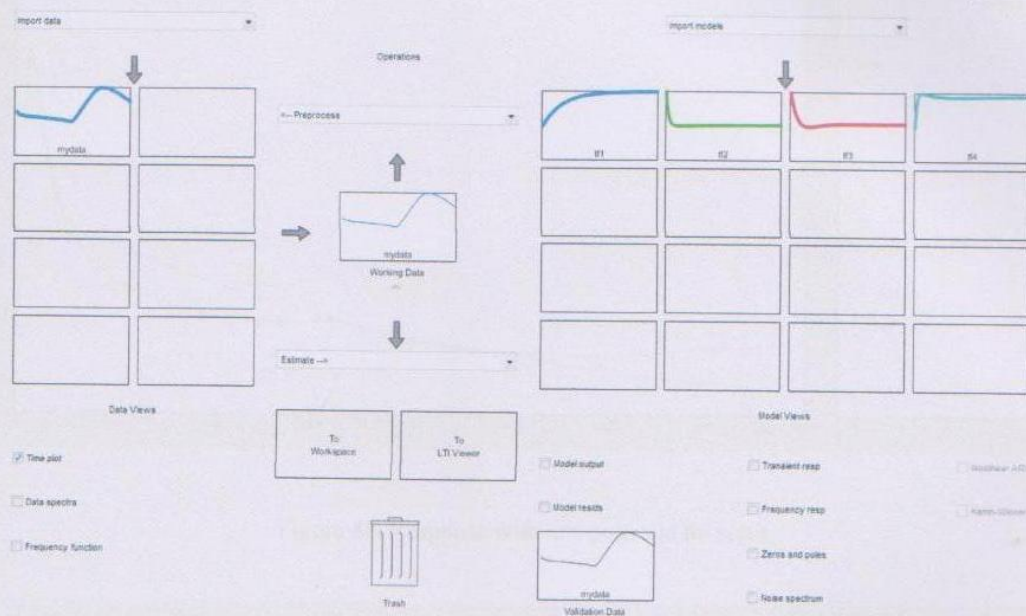 Import data
Import models
Operations
<-- Preprocess
mydata
tf1
tf2
tf3
tf4
mydata
Working Data
Estimate -->
Data Views
Model Views
To
Workspace
To
LTI Viewer
Time plot
Data spectra
Frequency function
Model output
Model resids
Transient resp
Frequency resp
Zeros and poles
Noise spectrum
Nonlinear
mydata
Validation Data
Trash